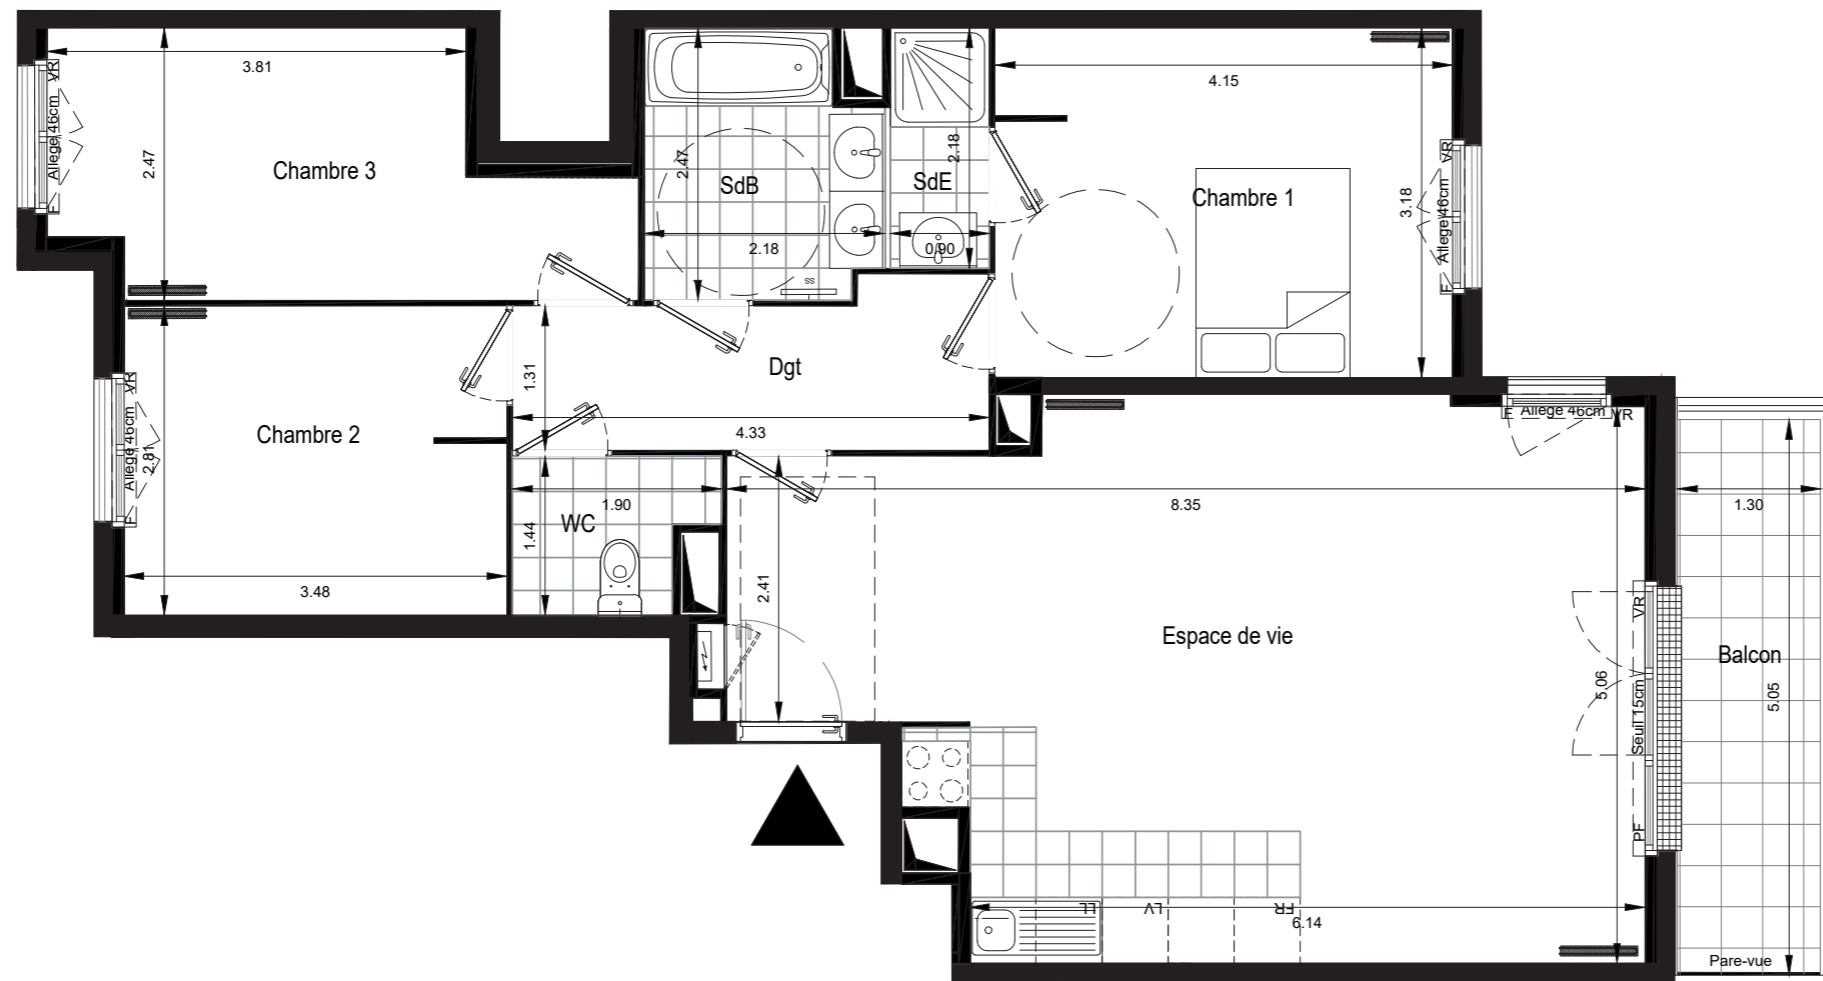 VR
Allege 46cm
F
3.81
2.47
Chambre 3
2.47
SdB
2.18
SS
2.18
SdE
0.90
4.15
Chambre 1
3.18
VR
Allege 46cm
F
VR
Allege 46cm
F
2.81
Chambre 2
3.48
1.31
Dgt
4.33
1.90
WC
1.44
2.41
8.35
F
Allege 46cm
VR
Espace de vie
5.06
VR
Seuil 15cm
PF
1.30
Balcon
5.05
Pare-vue
LL
LV
FR
6.14